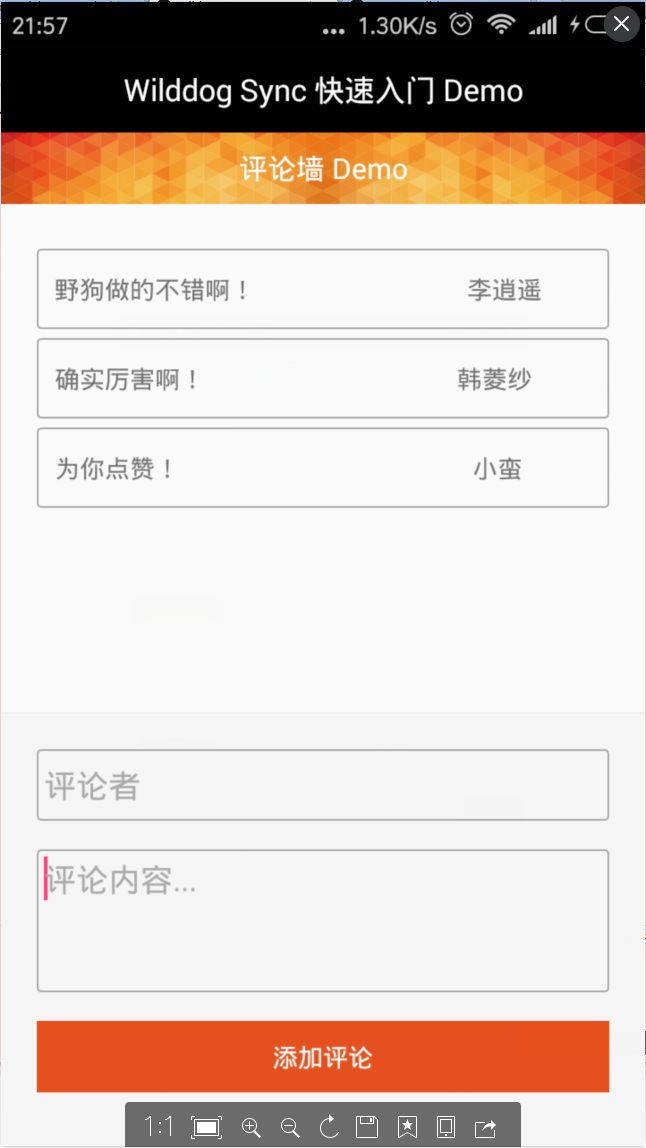 21:57 ... 1.30K/s
Wilddog Sync 快速入门 Demo
评论墙 Demo
野狗做的不错啊！ 李逍遥
确实厉害啊！ 韩菱纱
为你点赞！ 小蛮
评论者
评论内容...
添加评论
1:1